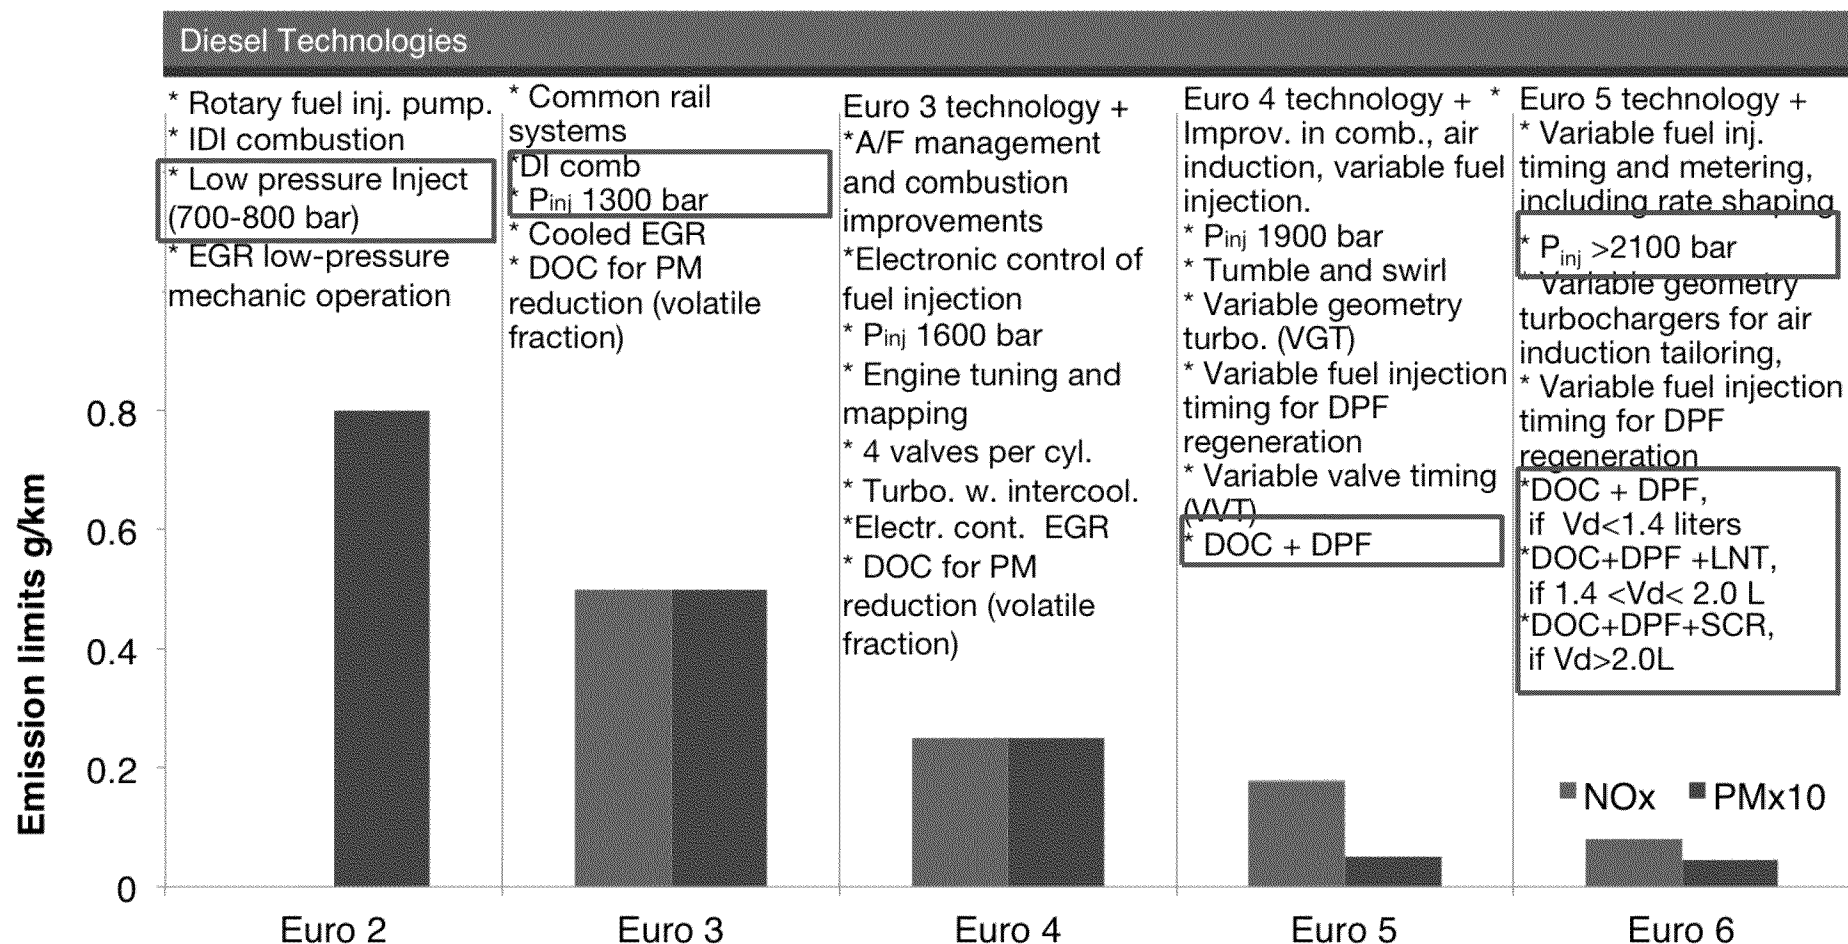 Diesel Technologies
* Rotary fuel inj. pump.
* IDI combustion
* Low pressure Inject
(700-800 bar)
* EGR low-pressure
mechanic operation
* Common rail
systems
*DI comb
* Pinj 1300 bar
* Cooled EGR
* DOC for PM
reduction (volatile
fraction)
Euro 3 technology +
*A/F management
and combustion
improvements
*Electronic control of
fuel injection
* Pinj 1600 bar
* Engine tuning and
mapping
* 4 valves per cyl.
* Turbo. w. intercool.
*Electr. cont. EGR
* DOC for PM
reduction (volatile
fraction)
Euro 4 technology + *
Improv. in comb., air
induction, variable fuel
injection.
* Pinj 1900 bar
* Tumble and swirl
* Variable geometry
turbo. (VGT)
* Variable fuel injection
timing for DPF
regeneration
* Variable valve timing
(VVT)
* DOC + DPF
Euro 5 technology +
* Variable fuel inj.
timing and metering,
including rate shaping
* Pinj >2100 bar
* Variable geometry
turbochargers for air
induction tailoring,
* Variable fuel injection
timing for DPF
regeneration
*DOC + DPF,
if Vd<1.4 liters
*DOC+DPF +LNT,
if 1.4 <Vd< 2.0 L
*DOC+DPF+SCR,
if Vd>2.0L
Emission limits g/km
0.8
0.6
0.4
0.2
0
NOx PMx10
Euro 2 Euro 3 Euro 4 Euro 5 Euro 6